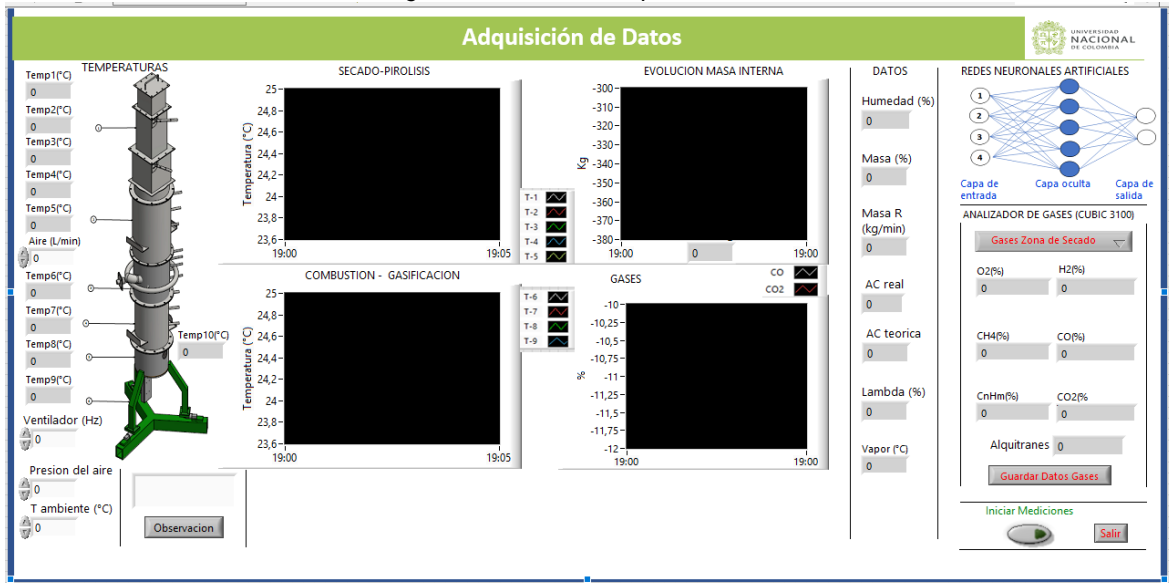 Adquisición de Datos
UNIVERSIDAD
NACIONAL
DE COLOMBIA
TEMPERATURAS
Temp1(°C)
0
Temp2(°C)
0
Temp3(°C)
0
Temp4(°C)
0
Temp5(°C)
0
Aire (L/min)
0
Temp6(°C)
0
Temp7(°C)
0
Temp8(°C)
0
Temp9(°C)
0
Temp10(°C)
0
Ventilador (Hz)
0
Presion del aire
0
T ambiente (°C)
0
Observacion
SECADO-PIROLISIS
Temperatura (°C)
25
24,8
24,6
24,4
24,2
24
23,8
23,6
19:00
19:05
T-1
T-2
T-3
T-4
T-5
COMBUSTION - GASIFICACION
Temperatura (°C)
25
24,8
24,6
24,4
24,2
24
23,8
23,6
19:00
19:05
T-6
T-7
T-8
T-9
EVOLUCION MASA INTERNA
Kg
-300
-310
-320
-330
-340
-350
-360
-370
-380
19:00
0
19:05
GASES
CO
CO2
%
-10
-10,25
-10,5
-10,75
-11
-11,25
-11,5
-11,75
-12
19:00
19:00
DATOS
Humedad (%)
0
Masa (%)
0
Masa R
(kg/min)
0
AC real
0
AC teorica
0
Lambda (%)
0
Vapor (°C)
0
REDES NEURONALES ARTIFICIALES
1
2
3
4
Capa de
entrada
Capa oculta
Capa de
salida
ANALIZADOR DE GASES (CUBIC 3100)
Gases Zona de Secado
O2(%)
H2(%)
0
0
CH4(%)
CO(%)
0
0
CnHm(%)
CO2(%
0
0
Alquitranes
0
Guardar Datos Gases
Iniciar Mediciones
Salir